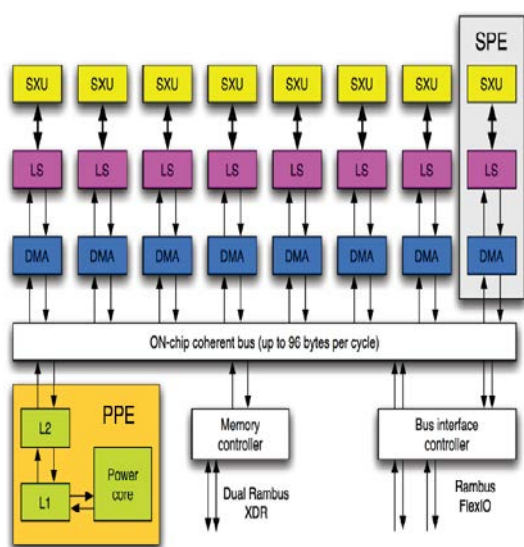 SPE
SXU SXU SXU SXU SXU SXU SXU SXU
LS LS LS LS LS LS LS LS
DMA DMA DMA DMA DMA DMA DMA DMA
ON-chip coherent bus (up to 96 bytes per cycle)
PPE
L2
L1
Power
core
Memory
controller
Dual Rambus
XDR
Bus interface
controller
Rambus
FlexIO